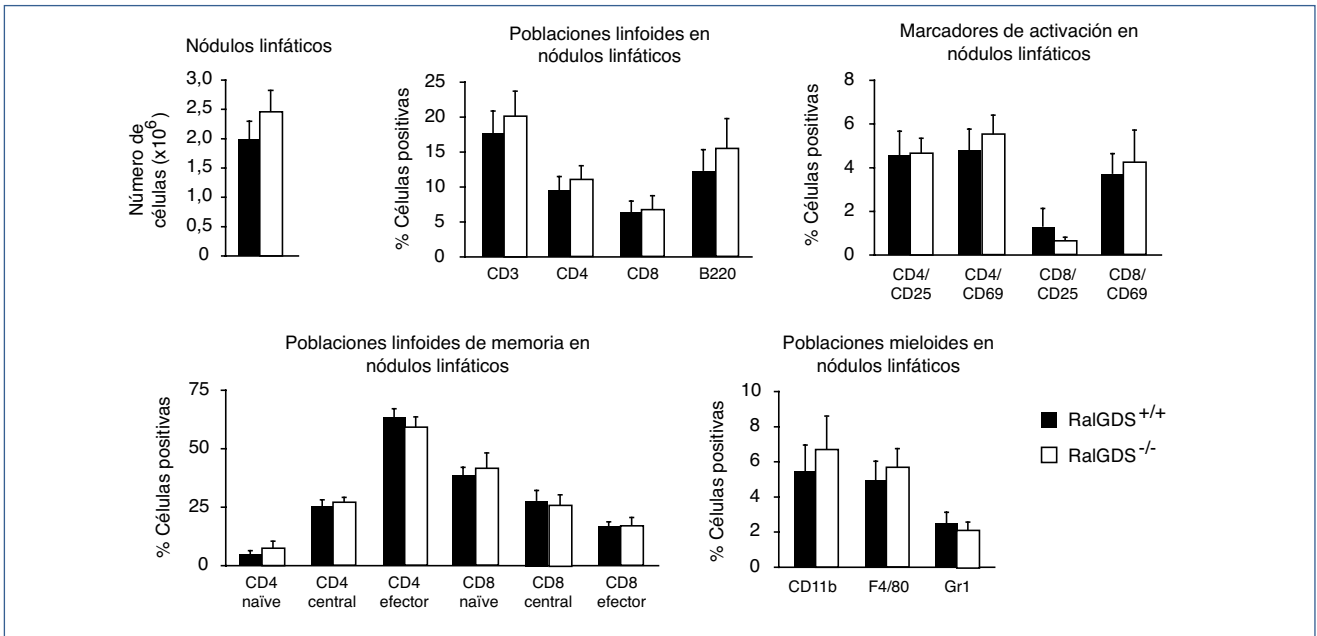 Nódulos linfáticos
Número de
células (x10⁶)
3,0
2,5
2,0
1,5
1,0
0,5
0
Poblaciones linfoides en
nódulos linfáticos
% Células positivas
25
20
15
10
5
0
CD3 CD4 CD8 B220
Marcadores de activación en
nódulos linfáticos
% Células positivas
8
6
4
2
0
CD4/ CD4/ CD8/ CD8/
CD25 CD69 CD25 CD69
Poblaciones linfoides de memoria en
nódulos linfáticos
% Células positivas
75
50
25
0
CD4 CD4 CD4 CD8 CD8 CD8
naïve central efector naïve central efector
Poblaciones mieloides en
nódulos linfáticos
% Células positivas
10
8
6
4
2
0
CD11b F4/80 Gr1
RalGDS+/+
RalGDS-/-